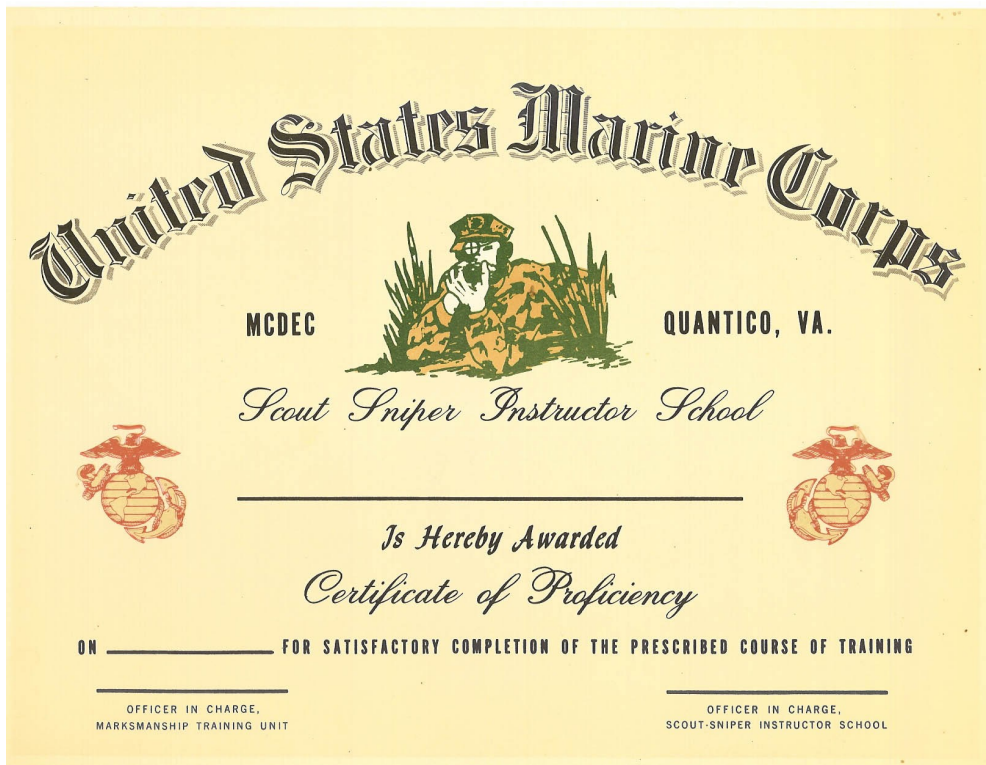 United States Marine Corps
MCDEC QUANTICO, VA.
Scout Sniper Instructor School
Is Hereby Awarded
Certificate of Proficiency
ON FOR SATISFACTORY COMPLETION OF THE PRESCRIBED COURSE OF TRAINING
OFFICER IN CHARGE,
MARKSMANSHIP TRAINING UNIT
OFFICER IN CHARGE,
SCOUT-SNIPER INSTRUCTOR SCHOOL